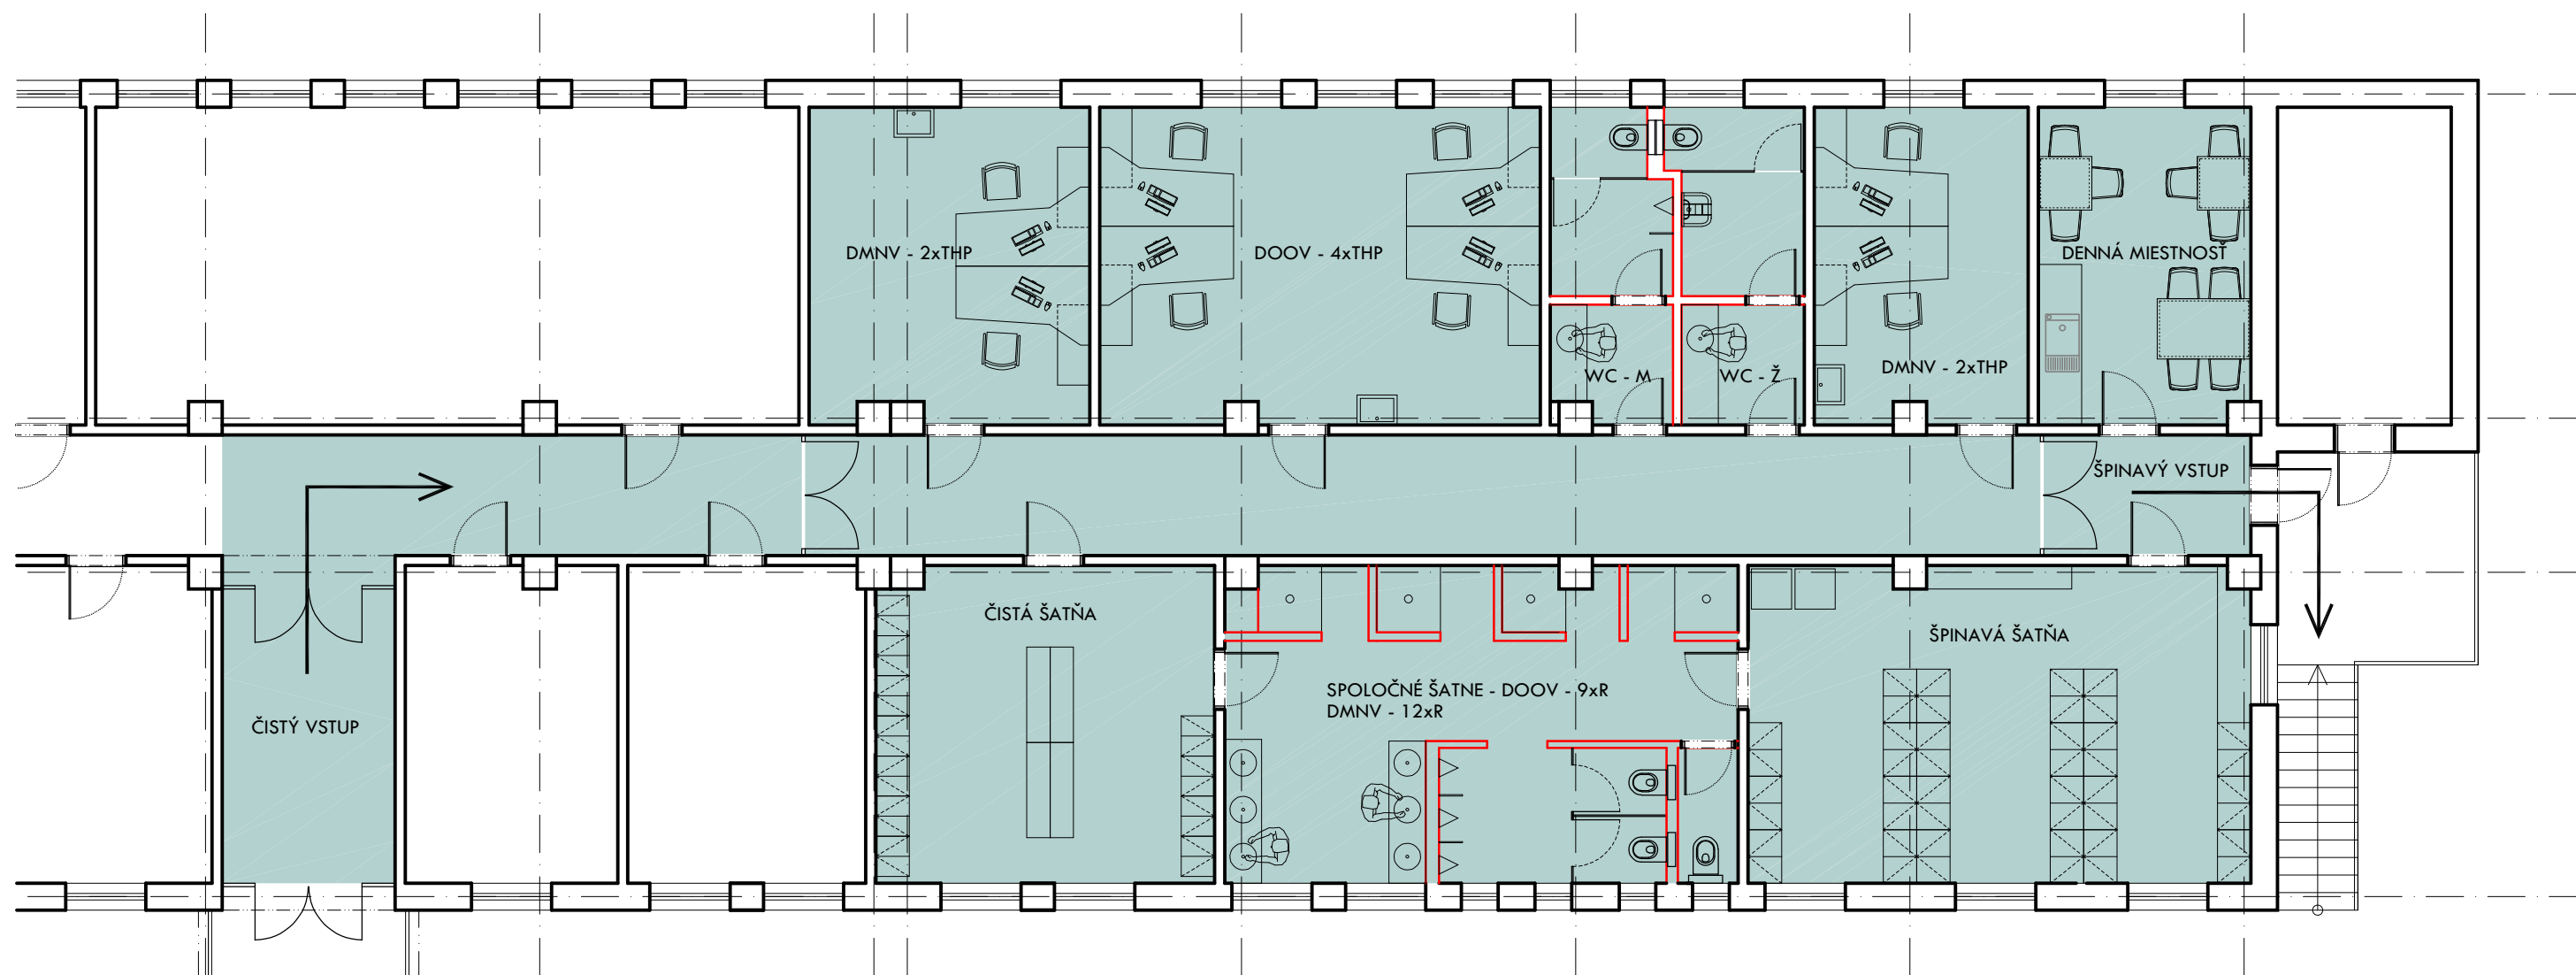 DMNV - 2xTHP
DOOV - 4xTHP
WC - M
WC - Ž
DMNV - 2xTHP
DENNÁ MIESTNOSŤ
ŠPINAVÝ VSTUP
ČISTÝ VSTUP
ČISTÁ ŠATŇA
SPOLOČNÉ ŠATNE - DOOV - 9xR
DMNV - 12xR
ŠPINAVÁ ŠATŇA